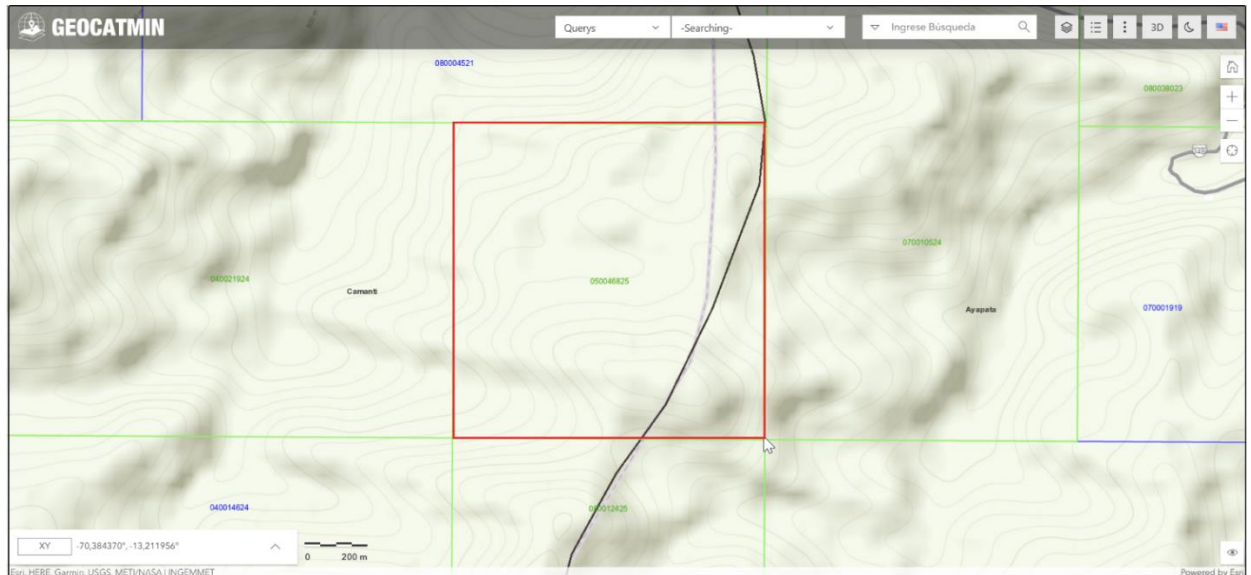 GEOCATMIN
Querys
-Searching-
Ingrese Búsqueda
3D
080004521
080038023
070010524
040021924
050046825
Camanti
Ayapata
070001919
040014624
XY
-70,384370°, -13,211956°
0 200 m
Esri, HERE, Garmin, USGS, METI/NASA | INGEMMET
Powered by Esri